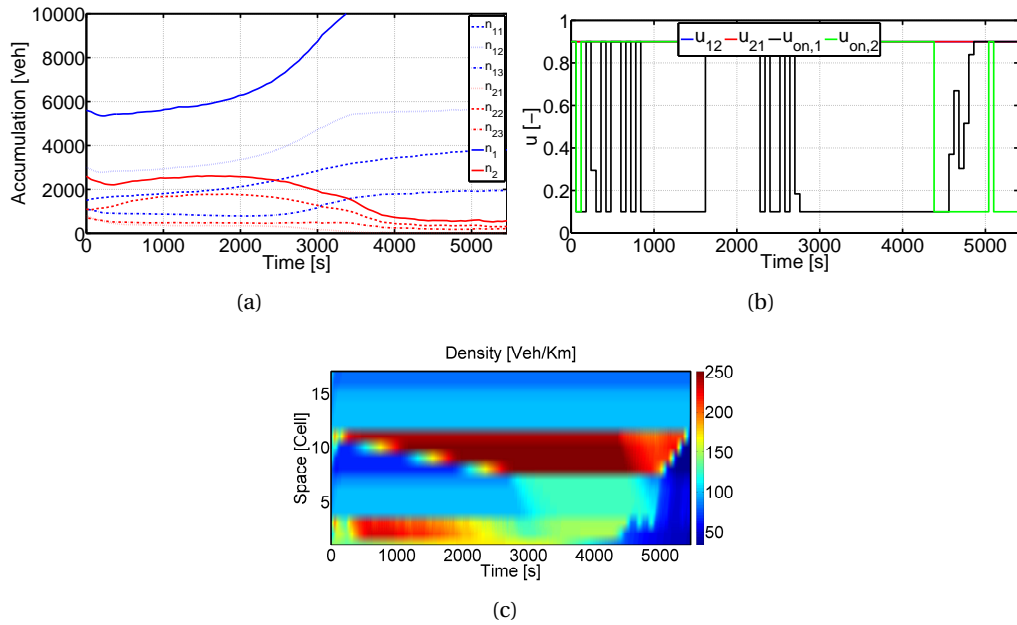 10000
8000
6000
4000
2000
0
Accumulation [veh]
0 1000 2000 3000 4000 5000
Time [s]
n11
n12
n13
n21
n22
n23
n1
n2
(a)
1
0.8
0.6
0.4
0.2
0
u [−]
u12 u21 uon,1 uon,2
0 1000 2000 3000 4000 5000
Time [s]
(b)
Density [Veh/Km]
15
10
5
Space [Cell]
0 1000 2000 3000 4000 5000
Time [s]
250
200
150
100
50
(c)